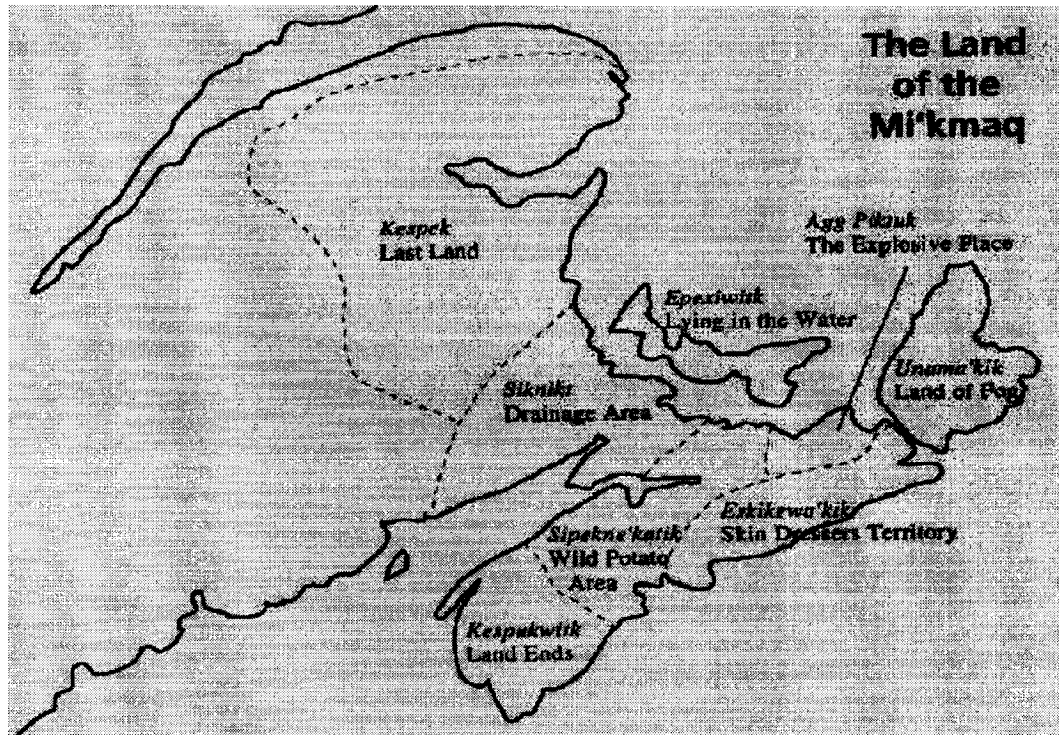 The Land
of the
Mi'kmaq
Agg Piktuk
The Explosive Place
Kespek
Last Land
Epexiwitk
Lying in the Water
Unama'kik
Land of Fog
Siknikt
Drainage Area
Eskikewa'kik
Skin Dressers Territory
Sipekne'katik
Wild Potato
Area
Kespukwitk
Land Ends